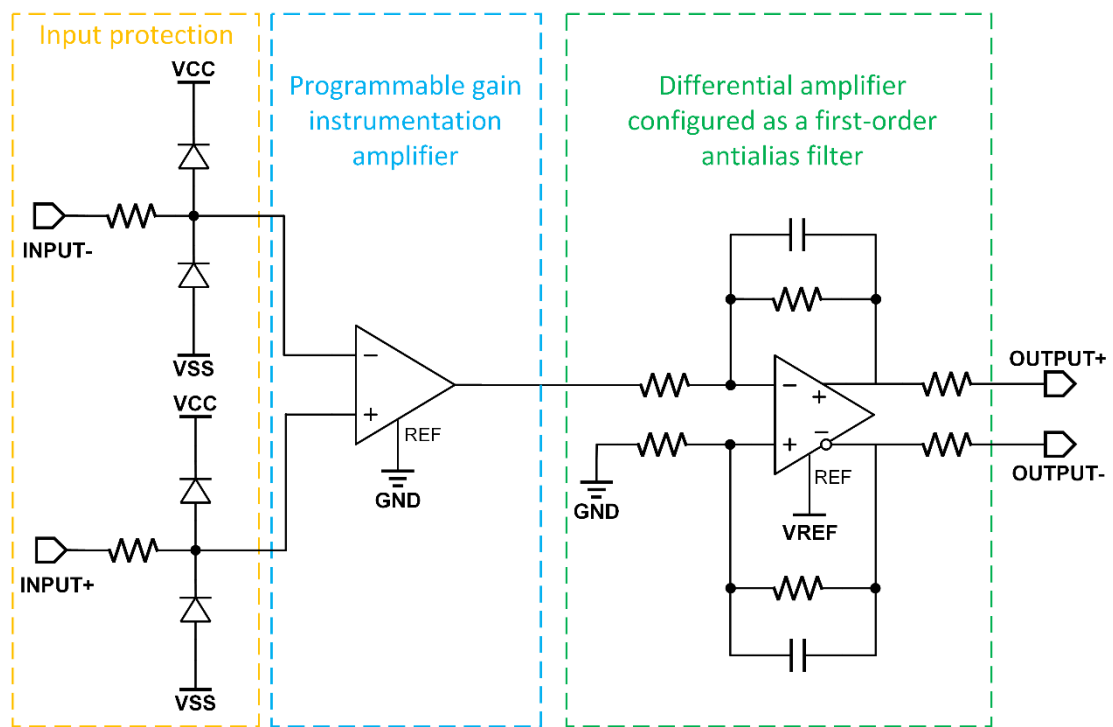 Input protection
VCC
INPUT-
VSS
VCC
INPUT+
VSS
Programmable gain
instrumentation
amplifier
−
+
REF
GND
Differential amplifier
configured as a first-order
antialias filter
−
+
+
−
REF
GND
VREF
OUTPUT+
OUTPUT-